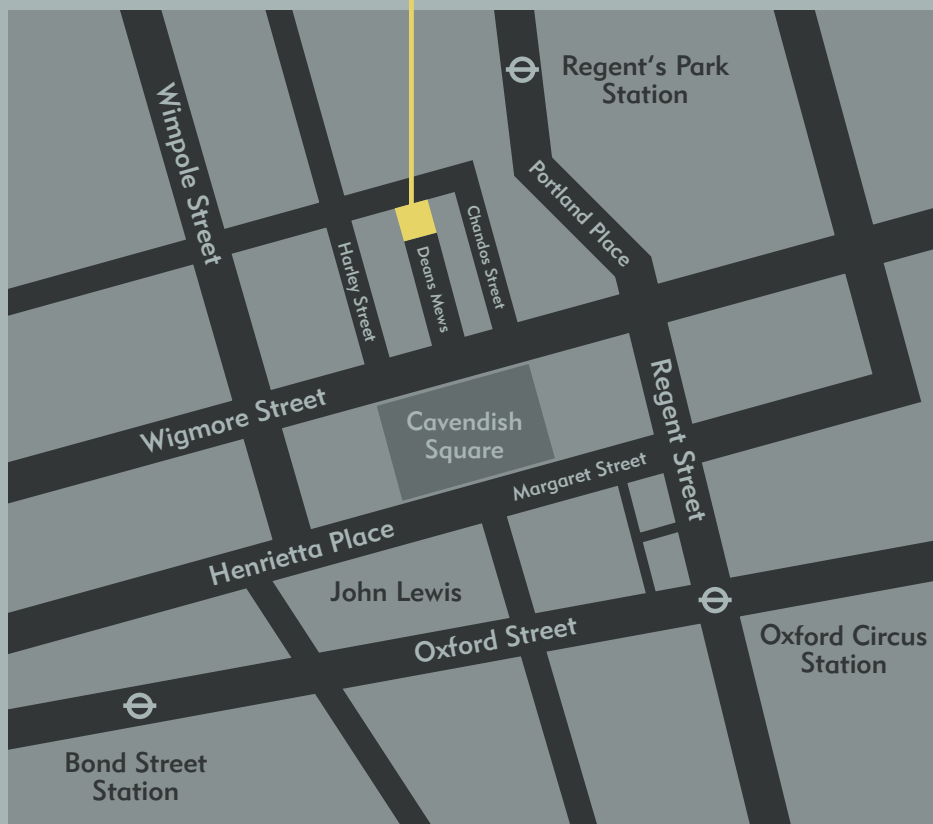 Regent's Park
Station
Wimpole Street
Portland Place
Chandos Street
Harley Street
Deans Mews
Regent Street
Wigmore Street
Cavendish
Square
Margaret Street
Henrietta Place
John Lewis
Oxford Street
Oxford Circus
Station
Bond Street
Station